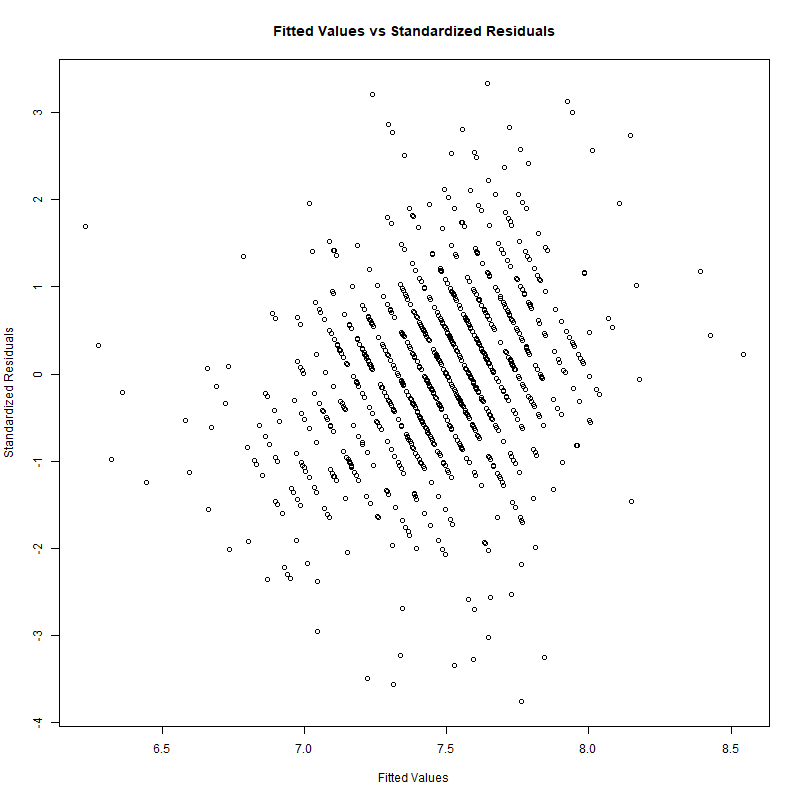 Fitted Values vs Standardized Residuals
Standardized Residuals
3
2
1
0
-1
-2
-3
-4
6.5 7.0 7.5 8.0 8.5
Fitted Values